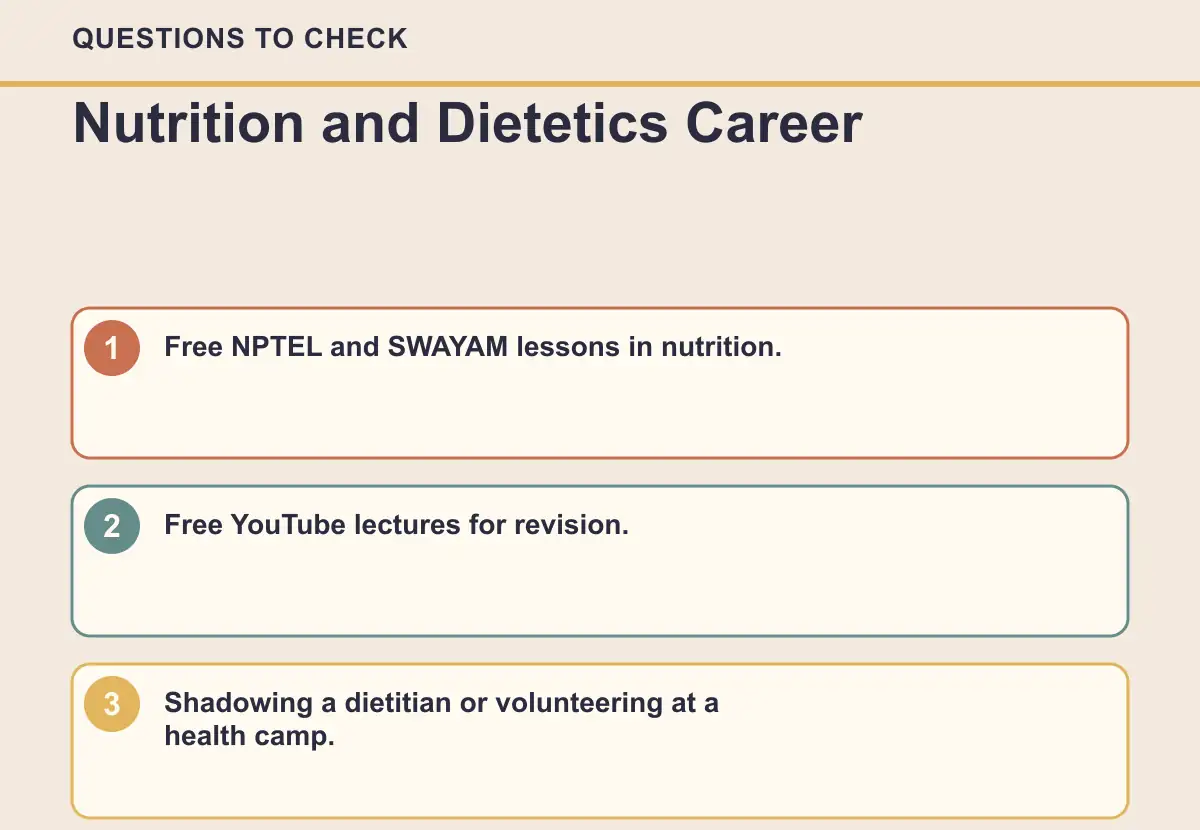 QUESTIONS TO CHECK
Nutrition and Dietetics Career
1
Free NPTEL and SWAYAM lessons in nutrition.
2
Free YouTube lectures for revision.
3
Shadowing a dietitian or volunteering at a
health camp.